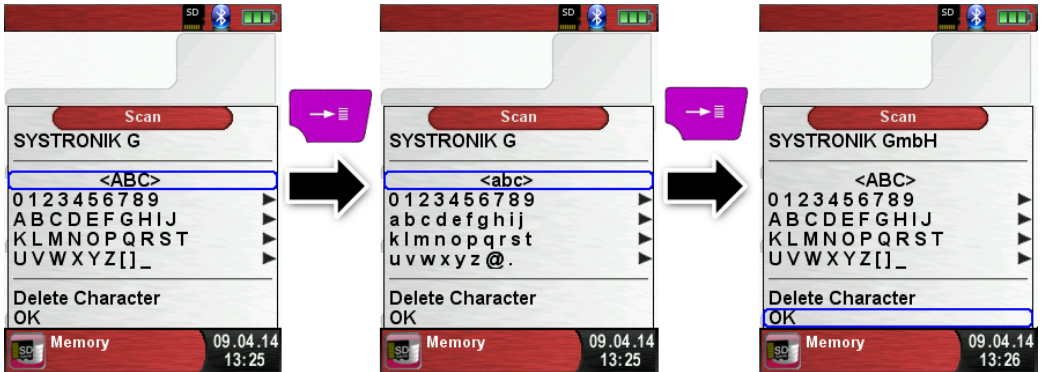 SD
Scan
SYSTRONIK G
<ABC>
0 1 2 3 4 5 6 7 8 9
A B C D E F G H I J
K L M N O P Q R S T
U V W X Y Z [ ] _
Delete Character
OK
SD
Memory
09.04.14
13:25
SD
Scan
SYSTRONIK G
<abc>
0 1 2 3 4 5 6 7 8 9
a b c d e f g h i j
k l m n o p q r s t
u v w x y z @ .
Delete Character
OK
SD
Memory
09.04.14
13:25
SD
Scan
SYSTRONIK GmbH
<ABC>
0 1 2 3 4 5 6 7 8 9
A B C D E F G H I J
K L M N O P Q R S T
U V W X Y Z [ ] _
Delete Character
OK
SD
Memory
09.04.14
13:26